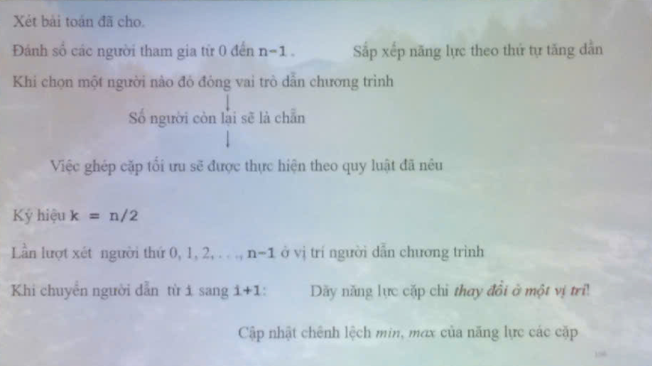 Xét bài toán đã cho.
Đánh số các người tham gia từ 0 đến n-1 . Sắp xếp năng lực theo thứ tự tăng dần
Khi chọn một người nào đó đóng vai trò dẫn chương trình
Số người còn lại sẽ là chẵn
Việc ghép cặp tối ưu sẽ được thực hiện theo quy luật đã nêu
Ký hiệu k = n/2
Lần lượt xét người thứ 0, 1, 2, . . ., n-1 ở vị trí người dẫn chương trình
Khi chuyển người dẫn từ i sang i+1: Dãy năng lực cặp chỉ thay đổi ở một vị trí!
Cập nhật chênh lệch min, max của năng lực các cặp